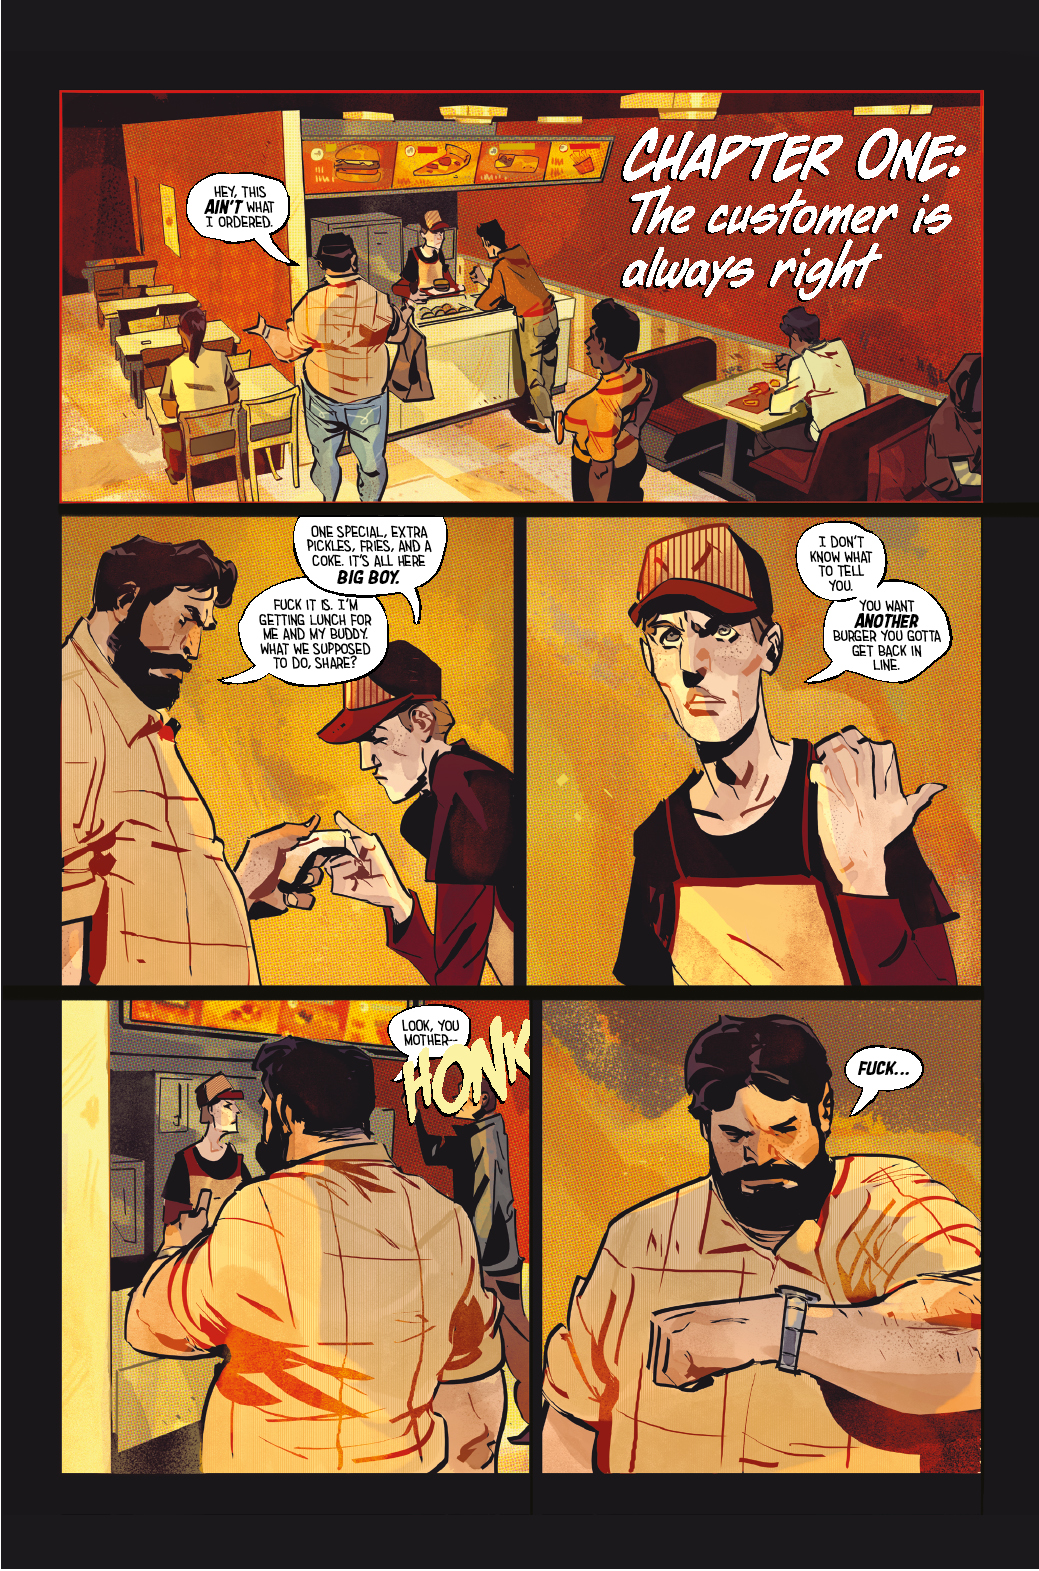 CHAPTER ONE:
The customer is
always right
HEY, THIS
AIN'T WHAT
I ORDERED.
ONE SPECIAL, EXTRA
PICKLES, FRIES, AND A
COKE. IT'S ALL HERE
BIG BOY.
FUCK IT IS. I'M
GETTING LUNCH FOR
ME AND MY BUDDY.
WHAT WE SUPPOSED
TO DO, SHARE?
I DON'T
KNOW WHAT
TO TELL
YOU.
YOU WANT
ANOTHER
BURGER YOU GOTTA
GET BACK IN
LINE.
LOOK, YOU
MOTHER--
HONK
FUCK...